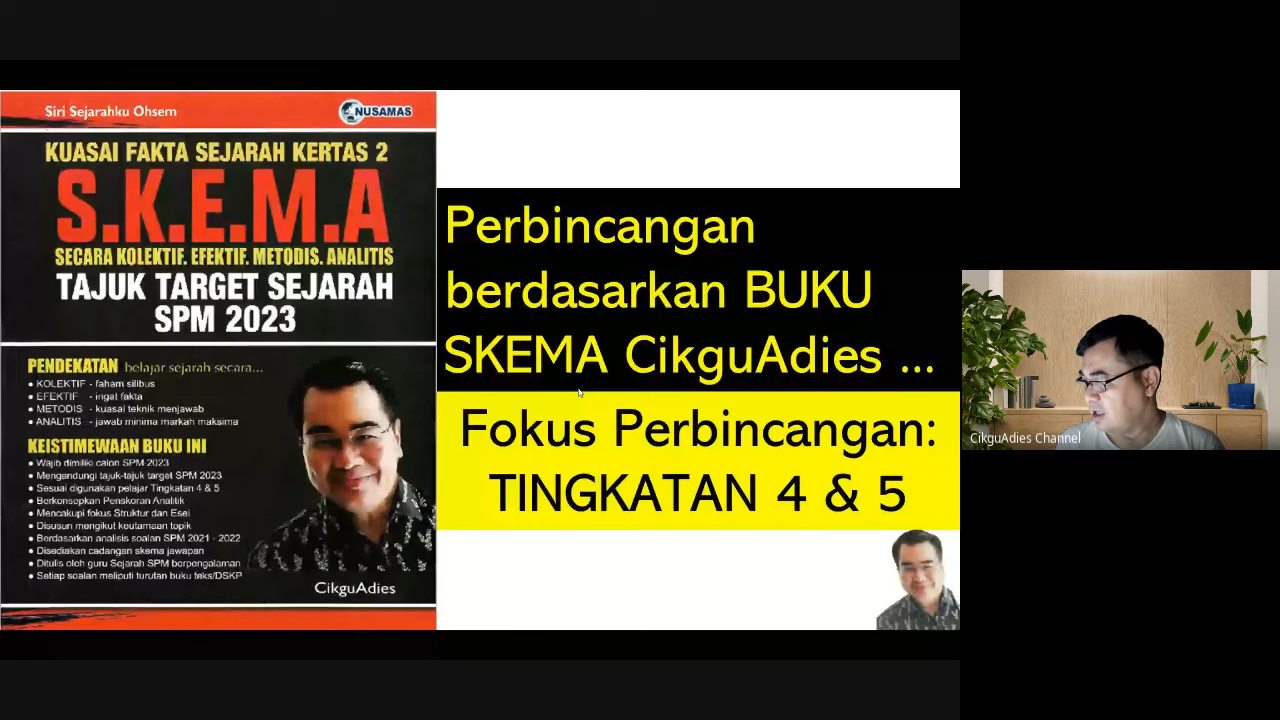 Siri Sejarahku Ohsem
NUSAMAS
KUASAI FAKTA SEJARAH KERTAS 2
S.K.E.M.A
SECARA KOLEKTIF. EFEKTIF. METODIS. ANALITIS
TAJUK TARGET SEJARAH
SPM 2023
PENDEKATAN belajar sejarah secara...
● KOLEKTIF - faham silibus
● EFEKTIF - ingat fakta
● METODIS - kuasai teknik menjawab
● ANALITIS - jawab minima markah maksima
KEISTIMEWAAN BUKU INI
● Wajib dimiliki calon SPM 2023
● Mengandungi tajuk-tajuk target SPM 2023
● Sesuai digunakan pelajar Tingkatan 4 & 5
● Berkonsepkan Penskoran Analitik
● Mencakupi fokus Struktur dan Esei
● Disusun mengikut keutamaan topik
● Berdasarkan analisis soalan SPM 2021 - 2022
● Disediakan cadangan skema jawapan
● Ditulis oleh guru Sejarah SPM berpengalaman
● Setiap soalan meliputi turutan buku teks/DSKP
CikguAdies
Perbincangan
berdasarkan BUKU
SKEMA CikguAdies ...
Fokus Perbincangan:
TINGKATAN 4 & 5
CikguAdies Channel